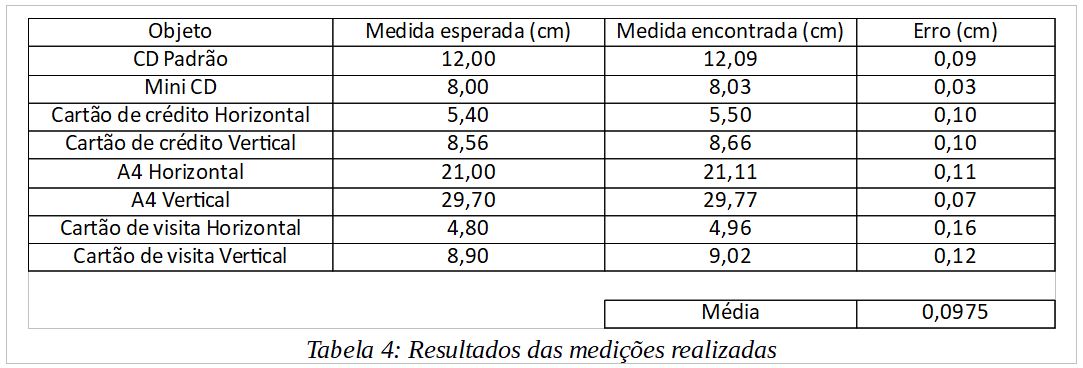 Objeto Medida esperada (cm) Medida encontrada (cm) Erro (cm)
CD Padrão 12,00 12,09 0,09
Mini CD 8,00 8,03 0,03
Cartão de crédito Horizontal 5,40 5,50 0,10
Cartão de crédito Vertical 8,56 8,66 0,10
A4 Horizontal 21,00 21,11 0,11
A4 Vertical 29,70 29,77 0,07
Cartão de visita Horizontal 4,80 4,96 0,16
Cartão de visita Vertical 8,90 9,02 0,12
Média 0,0975
Tabela 4: Resultados das medições realizadas